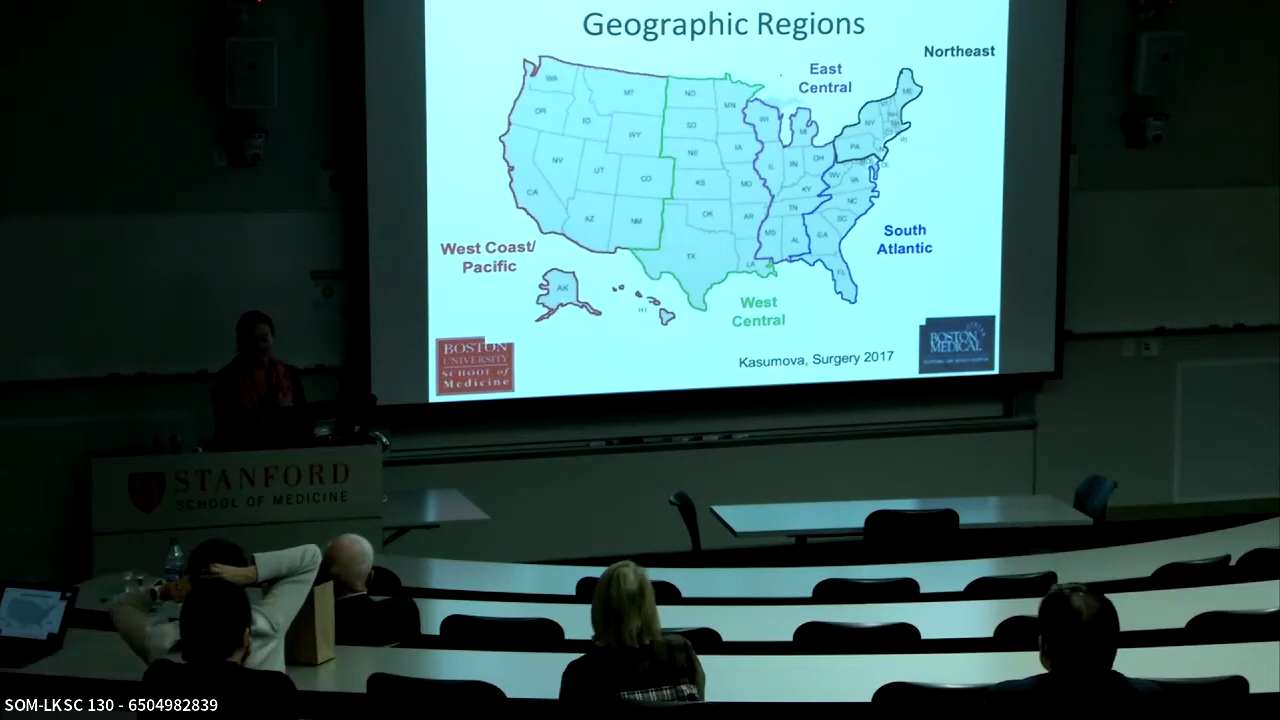 Geographic Regions
Northeast
East
Central
WA
MT
ND
MN
OR
ID
WY
SD
WI
MI
NY
ME
NV
UT
CO
NE
IA
IL
IN
OH
PA
CA
AZ
NM
KS
MO
KY
WV
VA
OK
AR
TN
NC
SC
TX
LA
MS
AL
GA
FL
AK
HI
RI
DE
CT
West Coast/
Pacific
South
Atlantic
West
Central
Kasumova, Surgery 2017
BOSTON
UNIVERSITY
SCHOOL of
Medicine
BOSTON
MEDICAL
STANFORD
SCHOOL OF MEDICINE
SOM-LKSC 130 - 6504982839